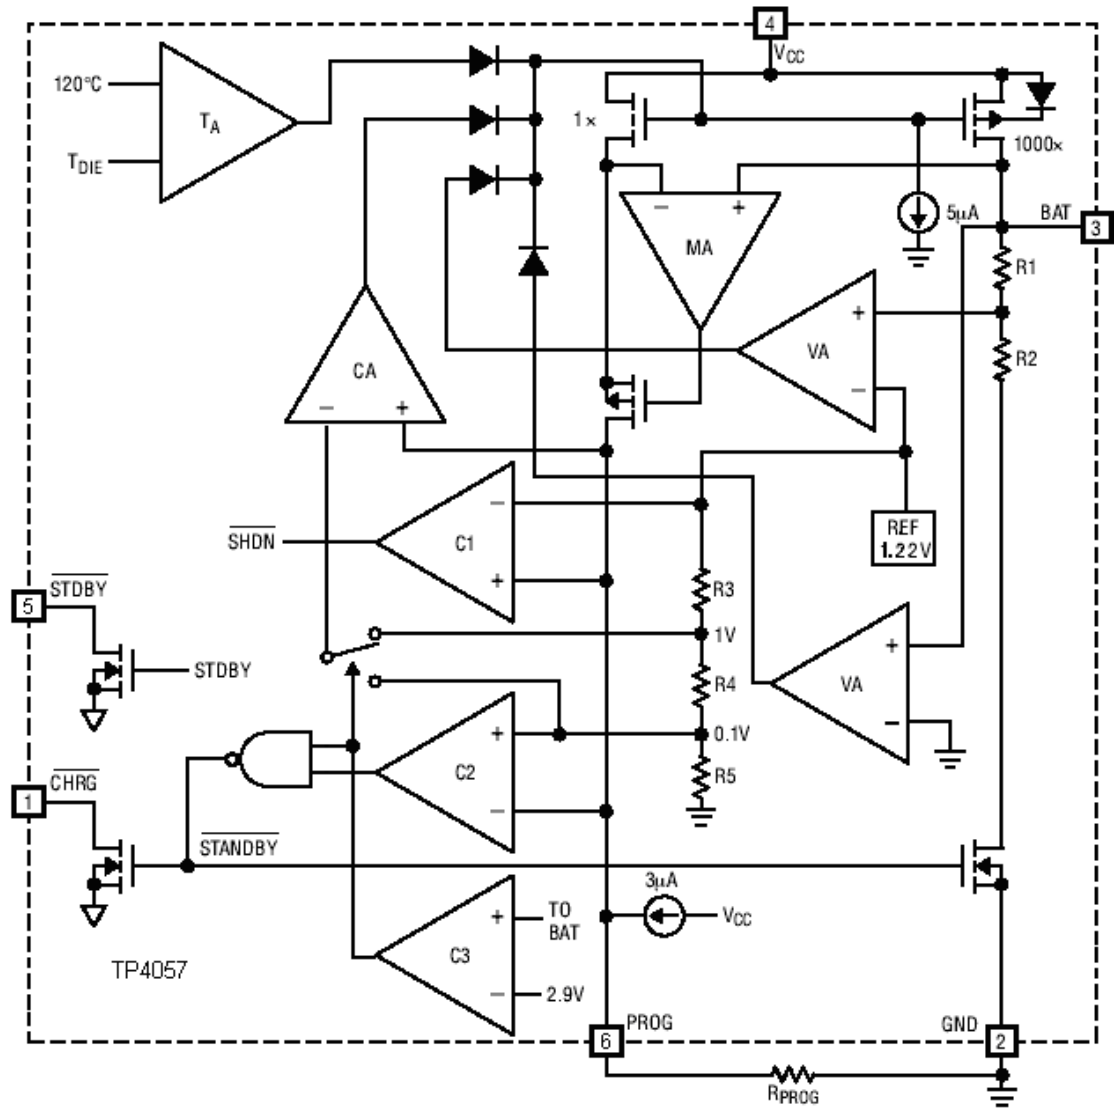 4
VCC
120°C
TDIE
TA
1×
1000×
5µA
BAT
3
– +
MA
R1
+
VA
–
R2
CA
– +
REF
1.22V
SHDN
–
C1
+
R3
1V
R4
0.1V
R5
+
VA
–
5
STDBY
STDBY
+
C2
–
1
CHRG
STANDBY
3µA
VCC
+
TO
BAT
C3
–
2.9V
TP4057
PROG
6
GND
2
RPROG